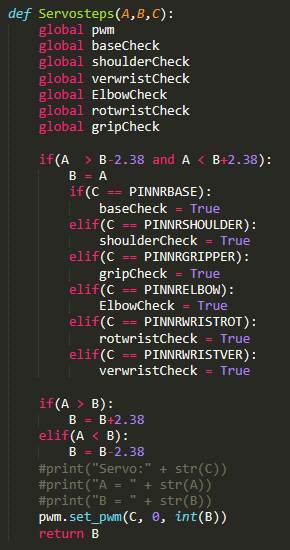 def Servosteps(A,B,C):
    global pwm
    global baseCheck
    global shoulderCheck
    global verwristCheck
    global ElbowCheck
    global rotwristCheck
    global gripCheck

    if(A  > B-2.38 and A < B+2.38):
        B = A
        if(C == PINNRBASE):
            baseCheck = True
        elif(C == PINNRSHOULDER):
            shoulderCheck = True
        elif(C == PINNRGRIPPER):
            gripCheck = True
        elif(C == PINNRELBOW):
            ElbowCheck = True
        elif(C == PINNRWRISTROT):
            rotwristCheck = True
        elif(C == PINNRWRISTVER):
            verwristCheck = True

    if(A > B):
        B = B+2.38
    elif(A < B):
        B = B-2.38
    #print("Servo:" + str(C))
    #print("A = " + str(A))
    #print("B = " + str(B))
    pwm.set_pwm(C, 0, int(B))
    return B